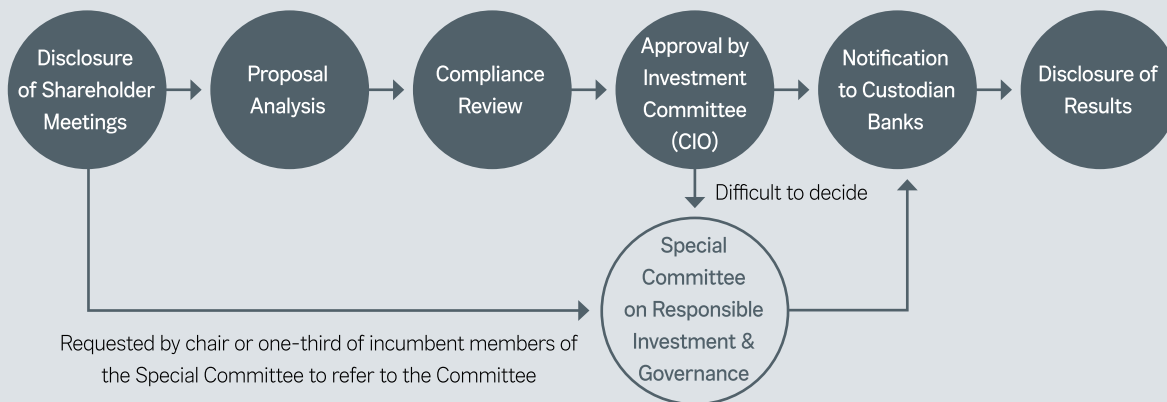 Disclosure
of Shareholder
Meetings
Proposal
Analysis
Compliance
Review
Approval by
Investment
Committee
(CIO)
Notification
to Custodian
Banks
Disclosure of
Results
Difficult to decide
Special
Committee
on Responsible
Investment &
Governance
Requested by chair or one-third of incumbent members of
the Special Committee to refer to the Committee